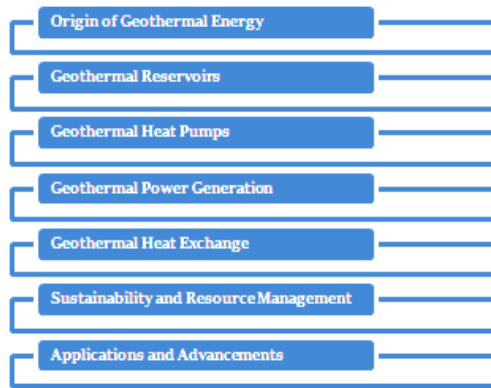 Origin of Geothermal Energy
Geothermal Reservoirs
Geothermal Heat Pumps
Geothermal Power Generation
Geothermal Heat Exchange
Sustainability and Resource Management
Applications and Advancements